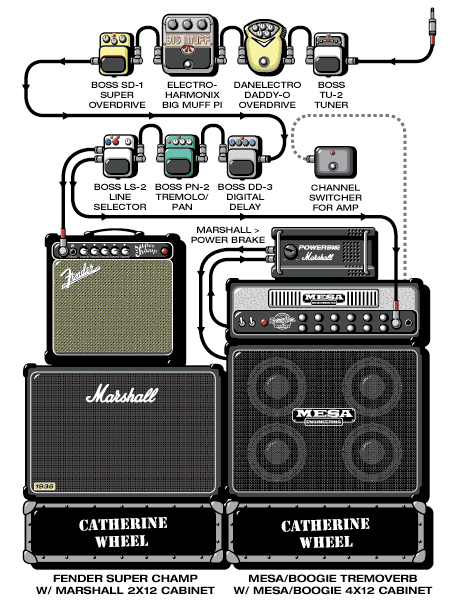 BIG MUFF
BOSS SD-1
SUPER
OVERDRIVE
ELECTRO-
HARMONIX
BIG MUFF PI
DANELECTRO
DADDY-O
OVERDRIVE
BOSS
TU-2
TUNER
BOSS LS-2
LINE
SELECTOR
BOSS PN-2
TREMOLO/
PAN
BOSS DD-3
DIGITAL
DELAY
CHANNEL
SWITCHER
FOR AMP
MARSHALL >
POWER BRAKE
POWERBRAKE
Marshall
Super
Champ
Fender
MESA
ENGINEERING
Marshall
1936
MESA
ENGINEERING
CATHERINE
WHEEL
CATHERINE
WHEEL
FENDER SUPER CHAMP
W/ MARSHALL 2X12 CABINET
MESA/BOOGIE TREMOVERB
W/ MESA/BOOGIE 4X12 CABINET